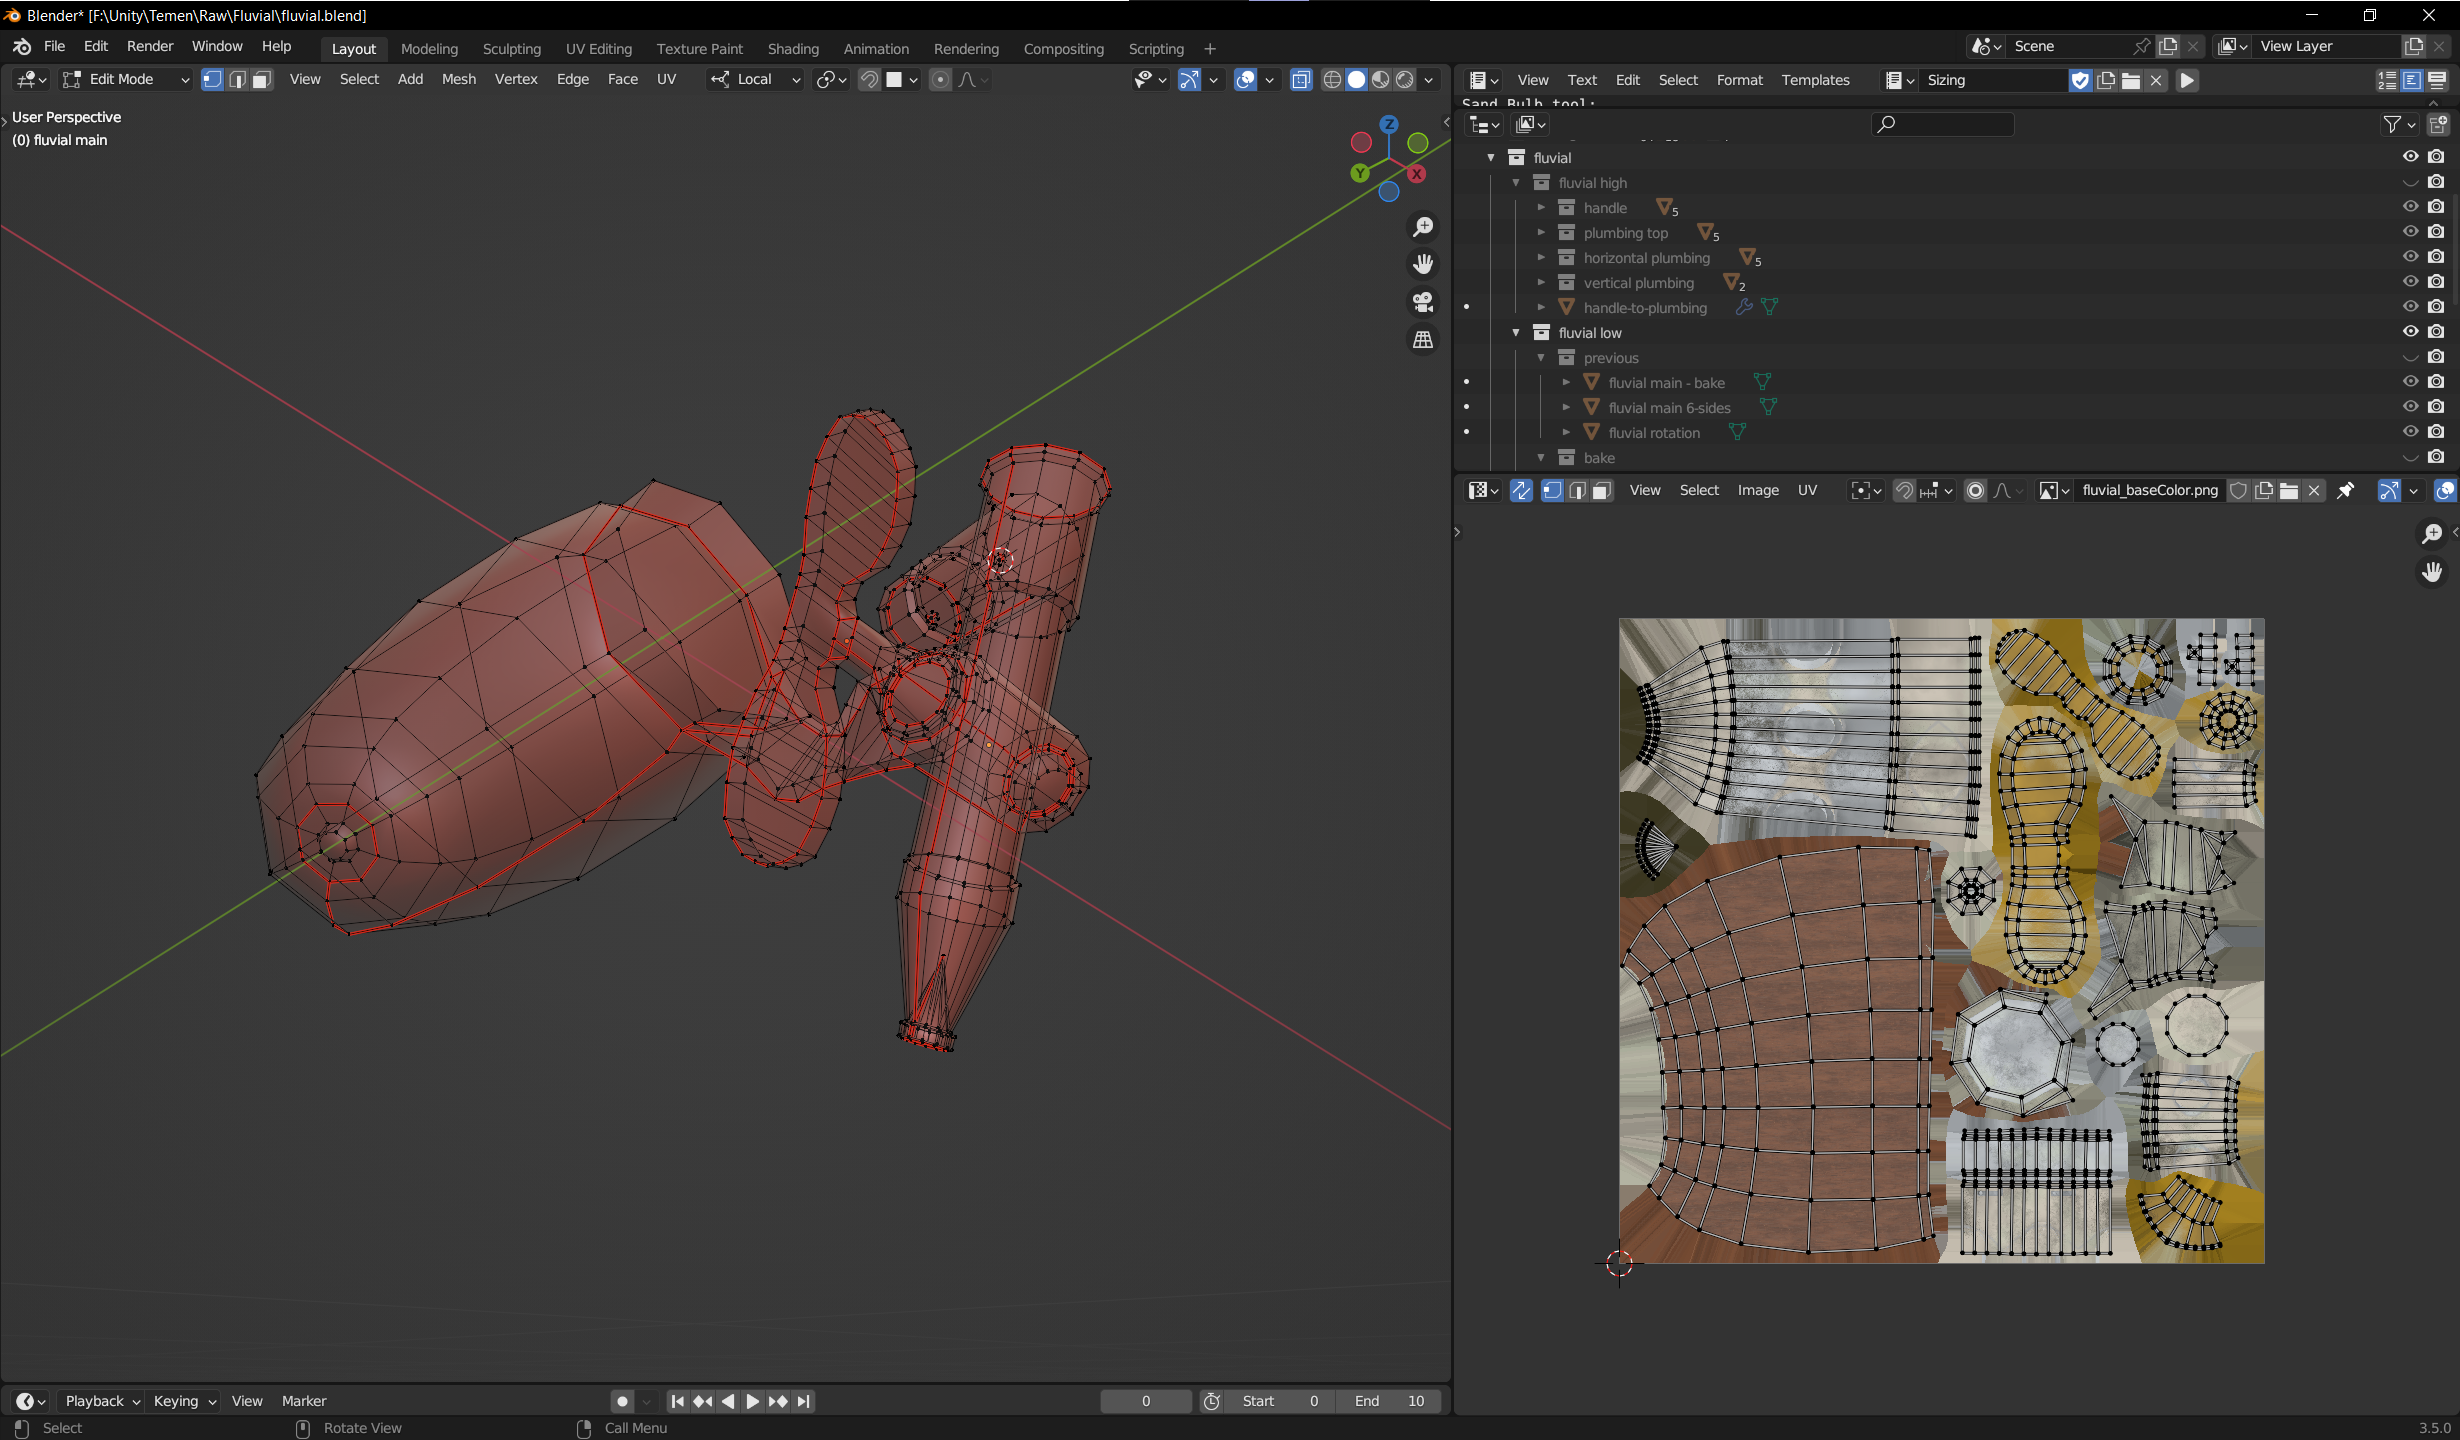 Blender* [F:\Unity\Temen\Raw\Fluvial\fluvial.blend]
File Edit Render Window Help Layout Modeling Sculpting UV Editing Texture Paint Shading Animation Rendering Compositing Scripting + Scene View Layer
Edit Mode View Select Add Mesh Vertex Edge Face UV Local
View Text Edit Select Format Templates Sizing
Sand Bulb tool:
User Perspective
(0) fluvial main
Z
Y
X
fluvial
fluvial high
handle 5
plumbing top 5
horizontal plumbing 5
vertical plumbing 2
handle-to-plumbing
fluvial low
previous
fluvial main - bake
fluvial main 6-sides
fluvial rotation
bake
View Select Image UV fluvial_baseColor.png
Playback Keying View Marker 0 Start 0 End 10
Select Rotate View Call Menu 3.5.0